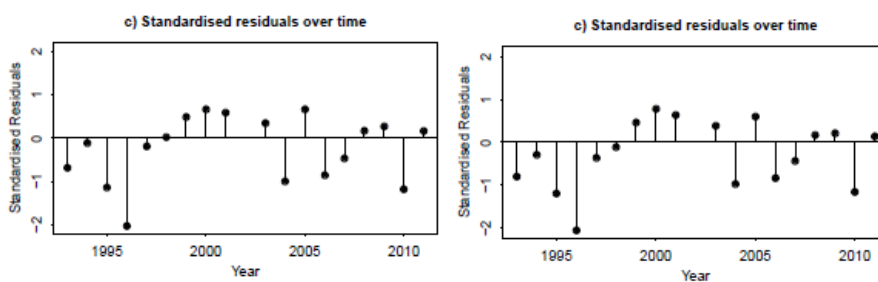 c) Standardised residuals over time
Standardised Residuals
2
1
0
−1
−2
1995 2000 2005 2010
Year
c) Standardised residuals over time
Standardised Residuals
2
1
0
−1
−2
1995 2000 2005 2010
Year